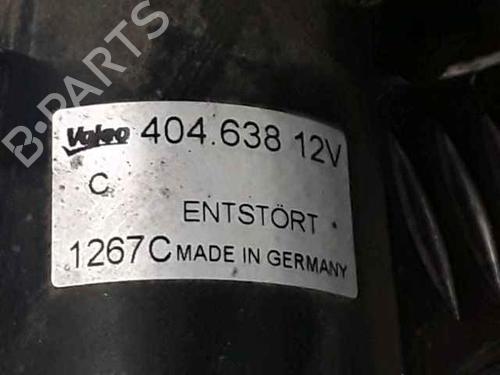 B-PARTS
Valeo 404.638 12V
C
ENTSTÖRT
1267C MADE IN GERMANY